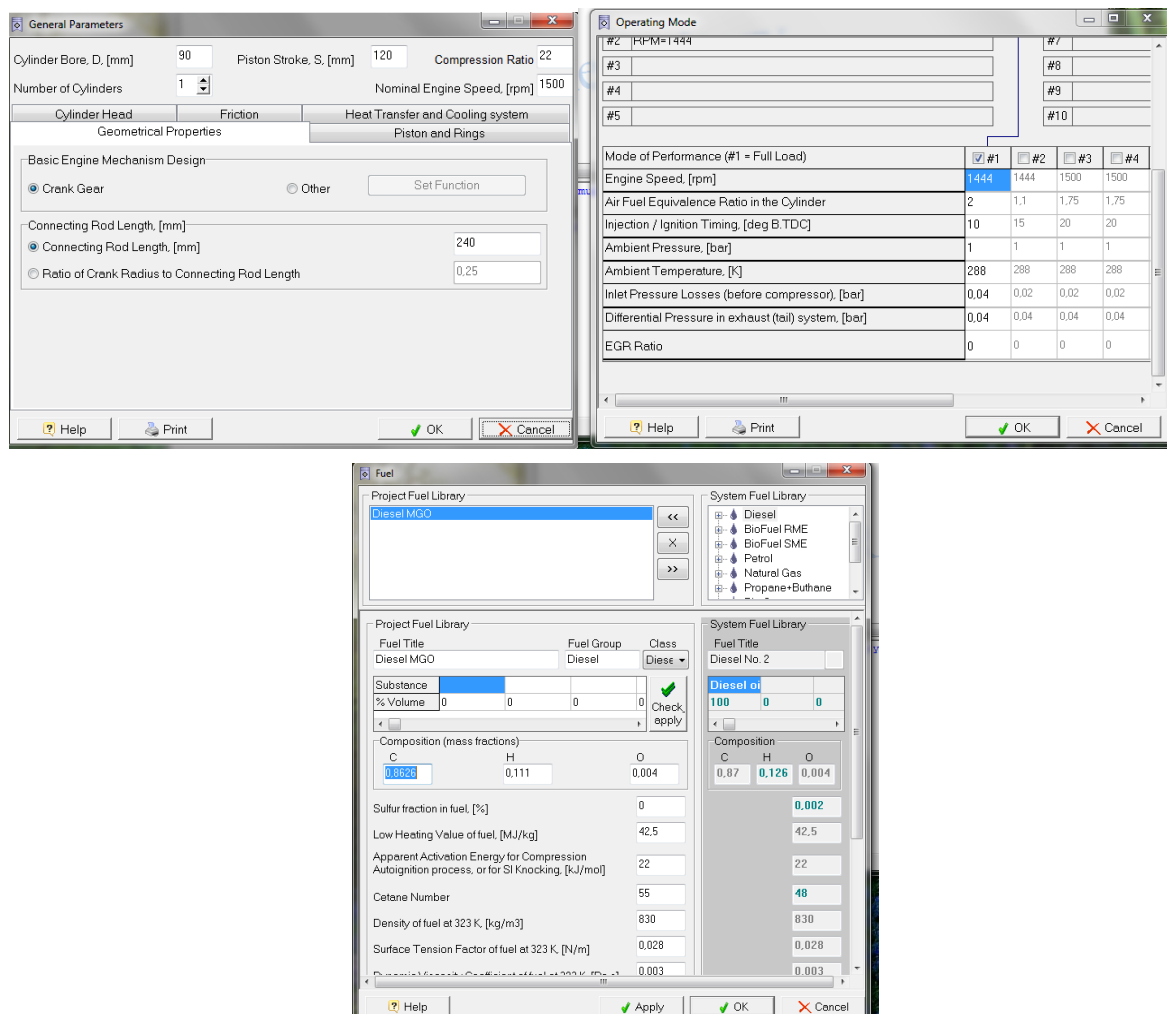 General Parameters
Cylinder Bore, D, [mm] 90 Piston Stroke, S, [mm] 120 Compression Ratio 22
Number of Cylinders 1 Nominal Engine Speed, [rpm] 1500
Cylinder Head Friction Heat Transfer and Cooling system
Geometrical Properties Piston and Rings
Basic Engine Mechanism Design
Crank Gear Other Set Function
Connecting Rod Length, [mm]
Connecting Rod Length, [mm] 240
Ratio of Crank Radius to Connecting Rod Length 0,25
? Help Print OK Cancel
Operating Mode
#2 RPM=1444 #7
#3 #8
#4 #9
#5 #10
Mode of Performance (#1 = Full Load) #1 #2 #3 #4
Engine Speed, [rpm] 1444 1444 1500 1500
Air Fuel Equivalence Ratio in the Cylinder 2 1,1 1,75 1,75
Injection / Ignition Timing, [deg B.TDC] 10 15 20 20
Ambient Pressure, [bar] 1 1 1 1
Ambient Temperature, [K] 288 288 288 288
Inlet Pressure Losses (before compressor), [bar] 0,04 0,02 0,02 0,02
Differential Pressure in exhaust (tail) system, [bar] 0,04 0,04 0,04 0,04
EGR Ratio 0 0 0 0
? Help Print OK Cancel
Fuel
Project Fuel Library System Fuel Library
Diesel MGO << Diesel
BioFuel RME
X BioFuel SME
Petrol
>> Natural Gas
Propane+Buthane
Project Fuel Library System Fuel Library
Fuel Title Fuel Group Class Fuel Title
Diesel MGO Diesel Diese Diesel No. 2
Substance Diesel oi
% Volume 0 0 0 0 Check, apply 100 0 0
Composition (mass fractions) Composition
C H O C H O
0,8626 0,111 0,004 0,87 0,126 0,004
Sulfur fraction in fuel, [%] 0 0,002
Low Heating Value of fuel, [MJ/kg] 42,5 42,5
Apparent Activation Energy for Compression
Autoignition process, or for SI Knocking, [kJ/mol] 22 22
Cetane Number 55 48
Density of fuel at 323 K, [kg/m3] 830 830
Surface Tension Factor of fuel at 323 K, [N/m] 0,028 0,028
0,003 0,003
? Help Apply OK Cancel